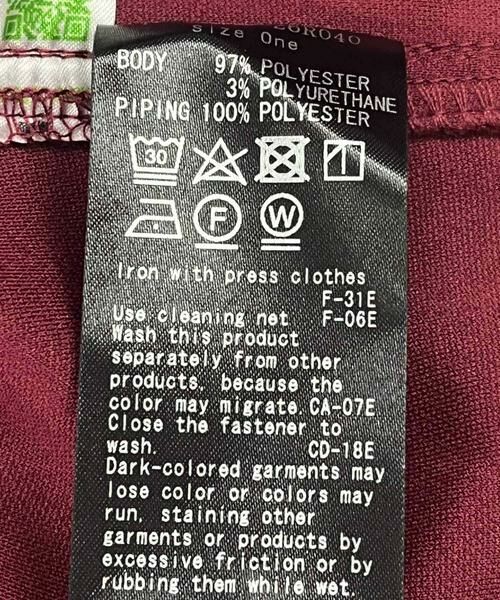 size One
BODY 97% POLYESTER
3% POLYURETHANE
PIPING 100% POLYESTER
30
F W
Iron with press clothes
F-31E
Use cleaning net F-06E
Wash this product
separately from other
products, because the
color may migrate. CA-07E
Close the fastener to
wash. CD-18E
Dark-colored garments may
lose color or colors may
run, staining other
garments or products by
excessive friction or by
rubbing them while wet.